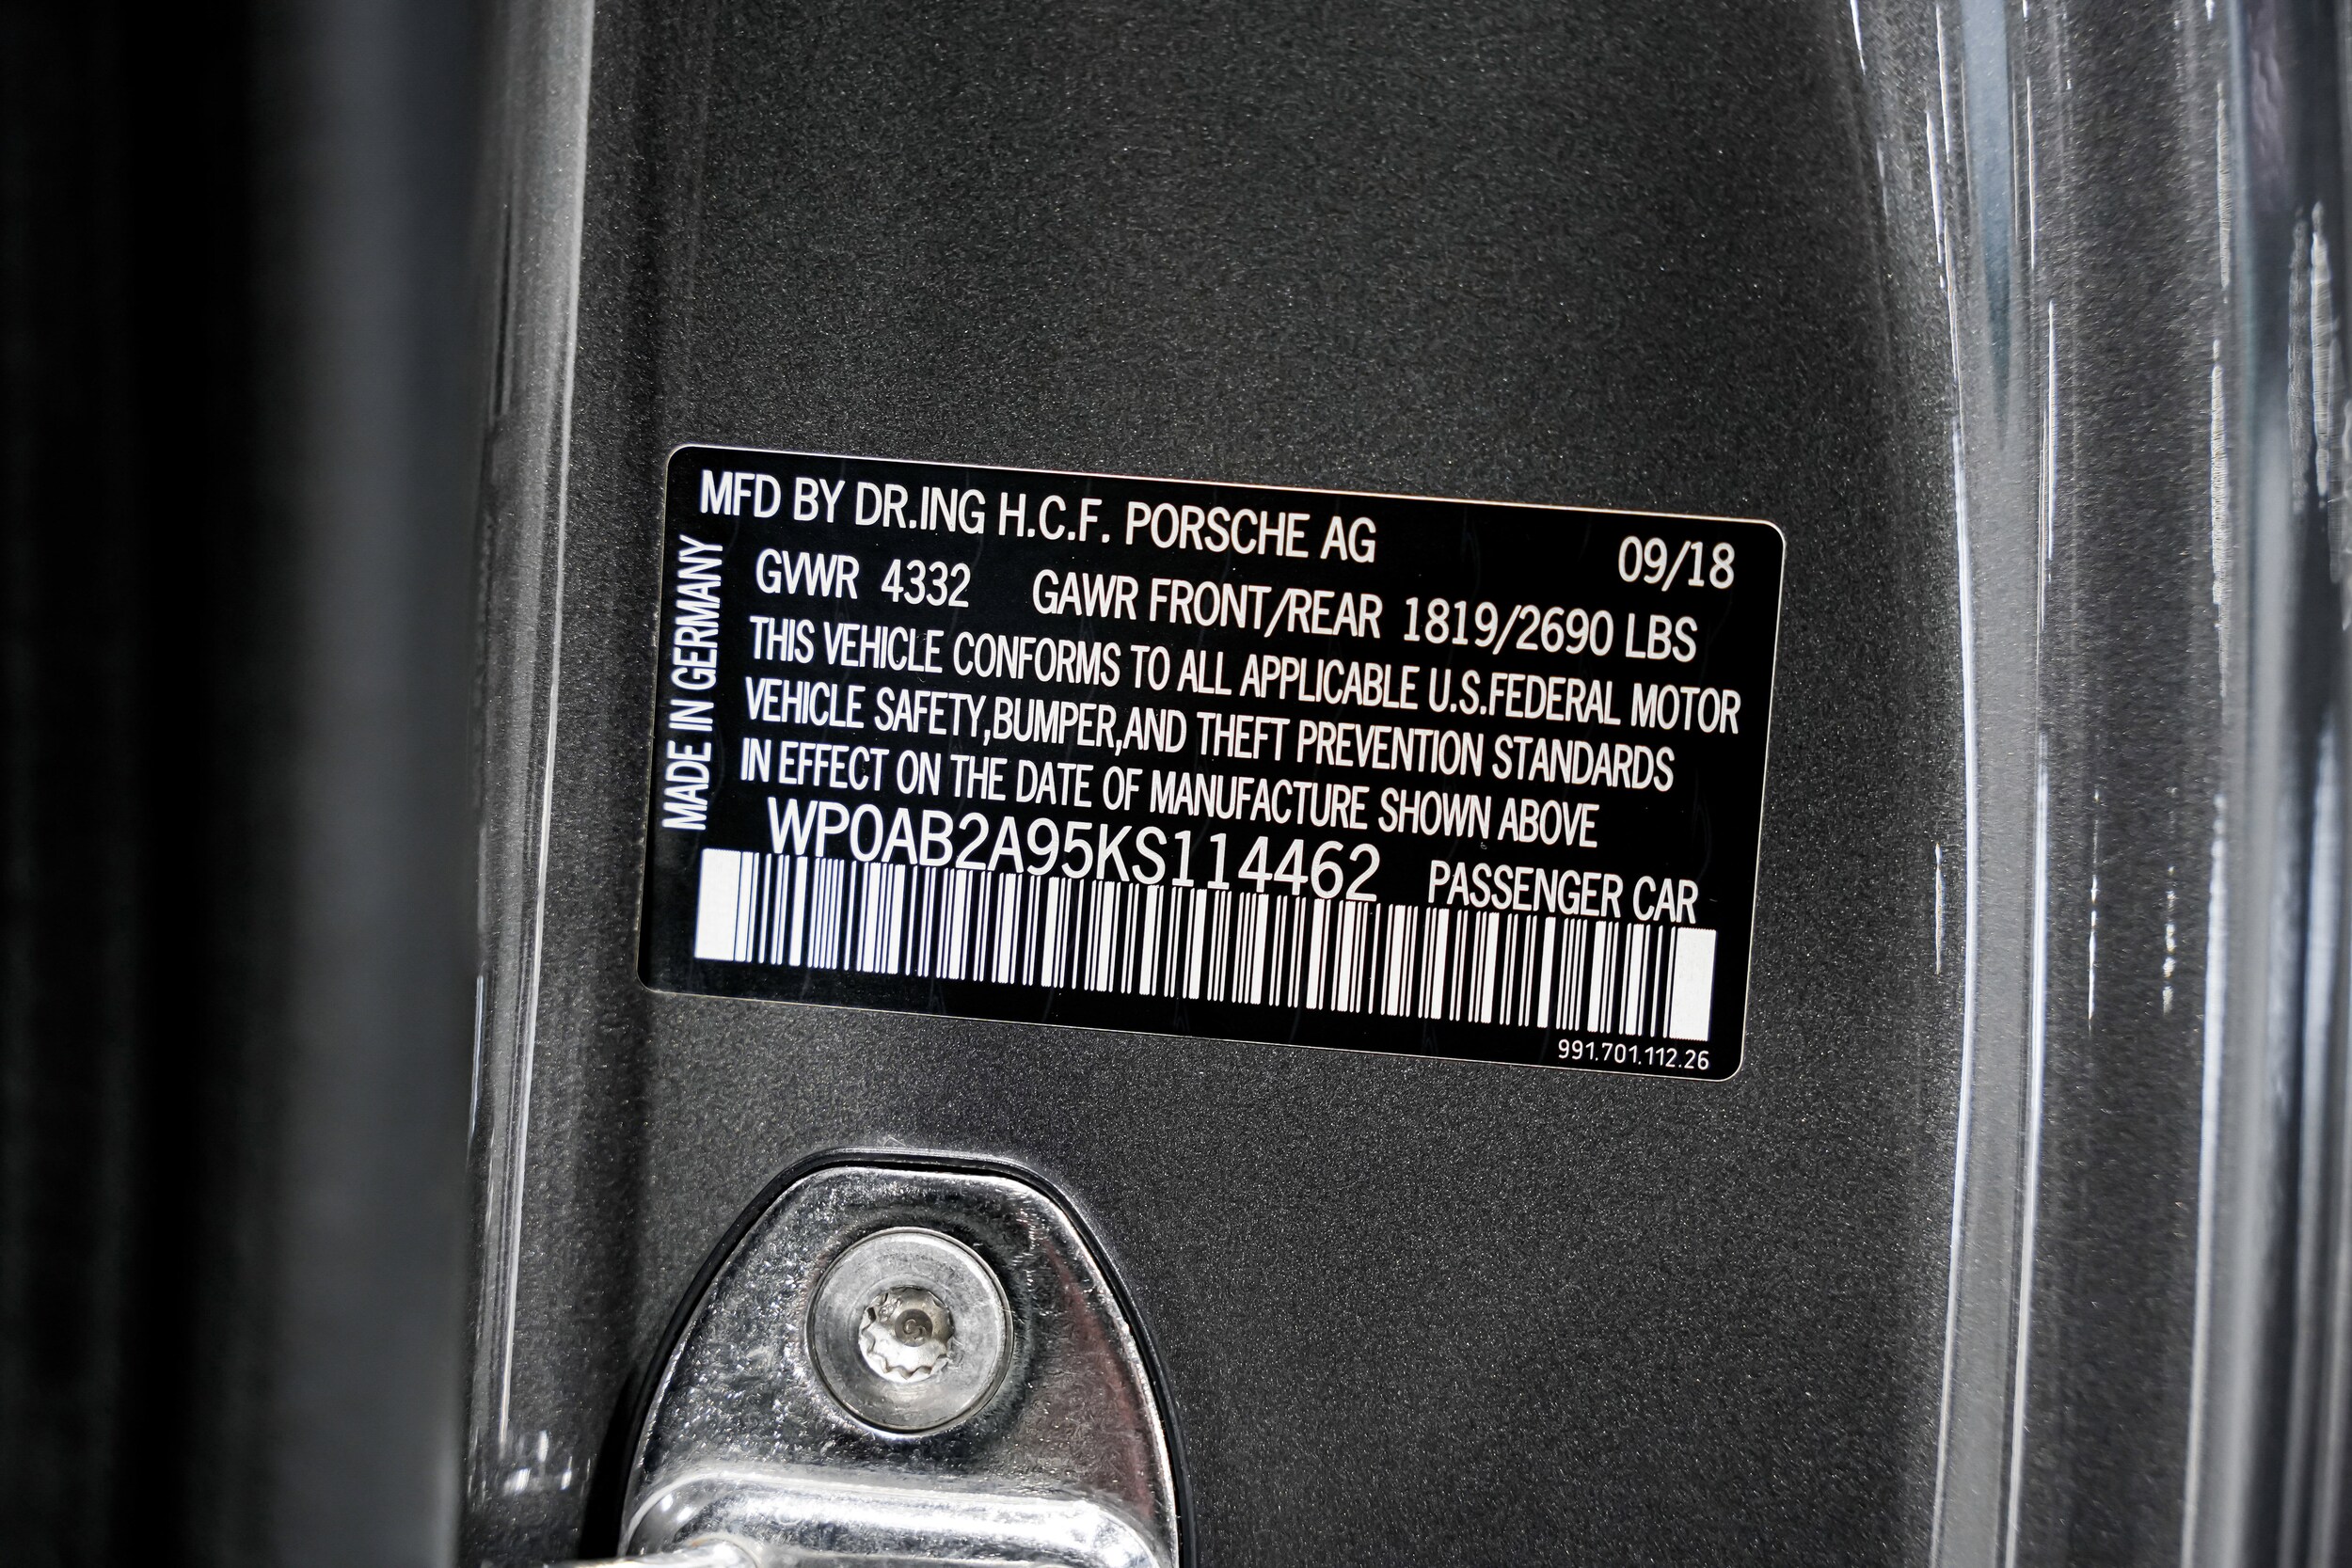 MFD BY DR.ING H.C.F. PORSCHE AG 09/18
GVWR 4332 GAWR FRONT/REAR 1819/2690 LBS
THIS VEHICLE CONFORMS TO ALL APPLICABLE U.S.FEDERAL MOTOR
VEHICLE SAFETY,BUMPER,AND THEFT PREVENTION STANDARDS
IN EFFECT ON THE DATE OF MANUFACTURE SHOWN ABOVE
WP0AB2A95KS114462 PASSENGER CAR
991.701.112.26
MADE IN GERMANY